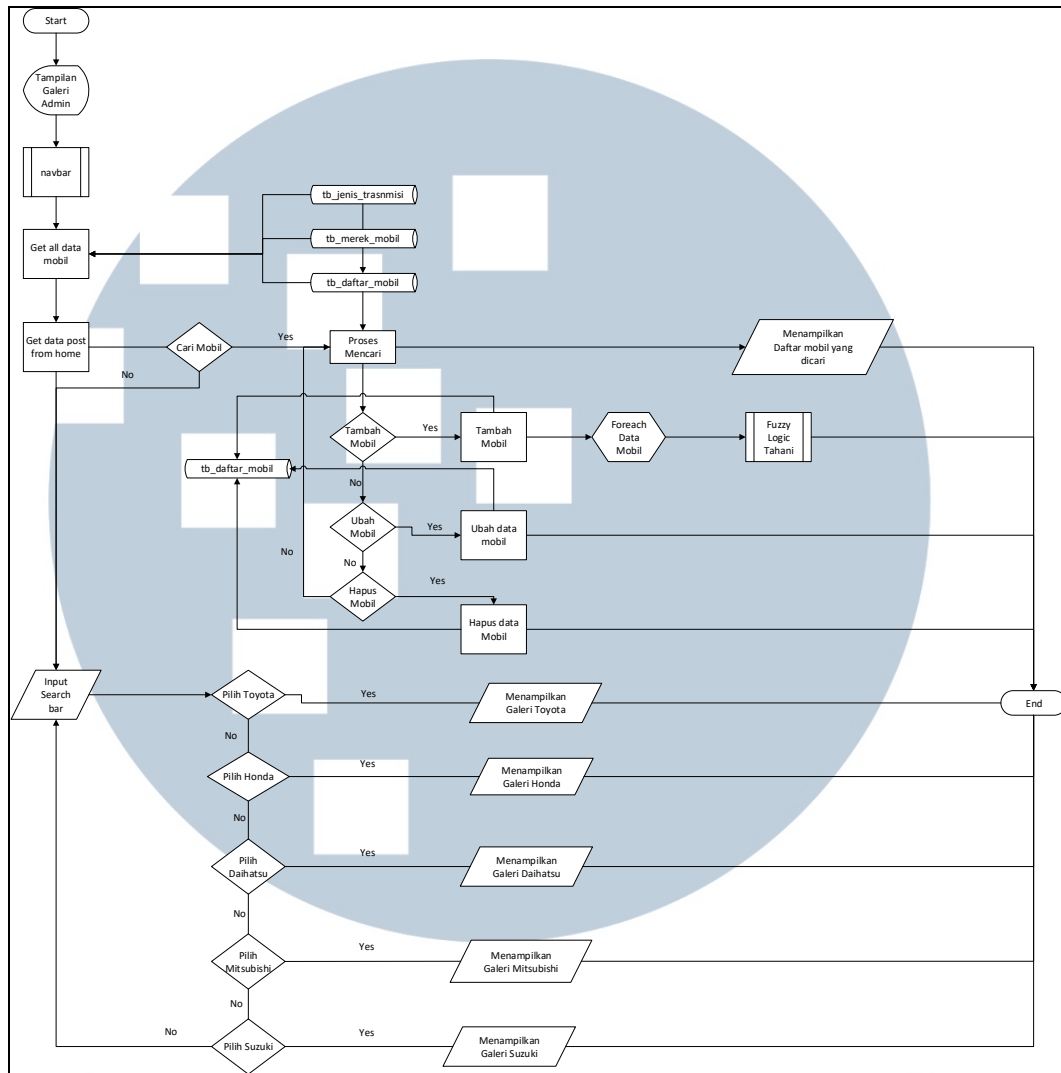 Start
Tampilan
Galeri
Admin
navbar
tb_jenis_trasnmisi
tb_merek_mobil
Get all data
mobil
tb_daftar_mobil
Get data post
from home
Cari Mobil
Yes
Proses
Mencari
Menampilkan
Daftar mobil yang
dicari
No
Tambah
Mobil
Yes
Tambah
Mobil
Foreach
Data
Mobil
Fuzzy
Logic
Tahani
tb_daftar_mobil
No
Ubah
Mobil
Yes
Ubah data
mobil
No
No
Hapus
Mobil
Yes
Hapus data
Mobil
Input
Search
bar
Pilih Toyota
Yes
Menampilkan
Galeri Toyota
End
No
Pilih Honda
Yes
Menampilkan
Galeri Honda
No
Pilih
Daihatsu
Yes
Menampilkan
Galeri Daihatsu
No
Pilih
Mitsubishi
Yes
Menampilkan
Galeri Mitsubishi
No
No
Pilih Suzuki
Yes
Menampilkan
Galeri Suzuki